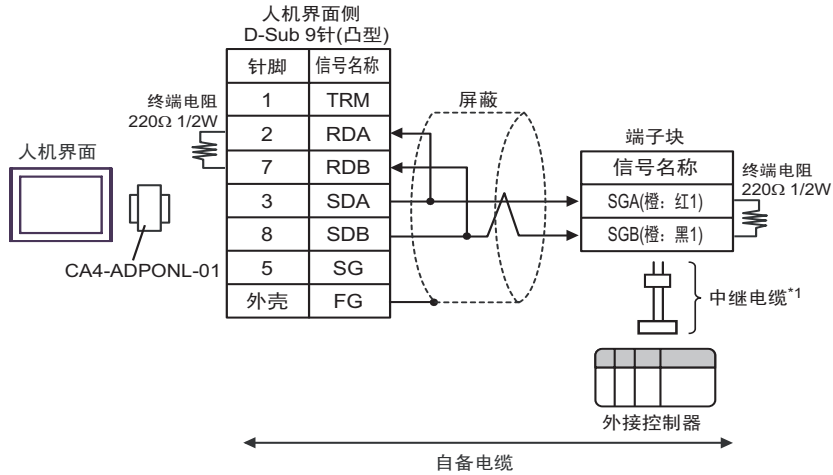 人机界面侧
D-Sub 9针(凸型)
针脚 信号名称
1 TRM
2 RDA
7 RDB
3 SDA
8 SDB
5 SG
外壳 FG
终端电阻
220Ω 1/2W
人机界面
CA4-ADPONL-01
屏蔽
端子块
信号名称
SGA(橙：红1)
SGB(橙：黑1)
终端电阻
220Ω 1/2W
中继电缆*1
外接控制器
自备电缆